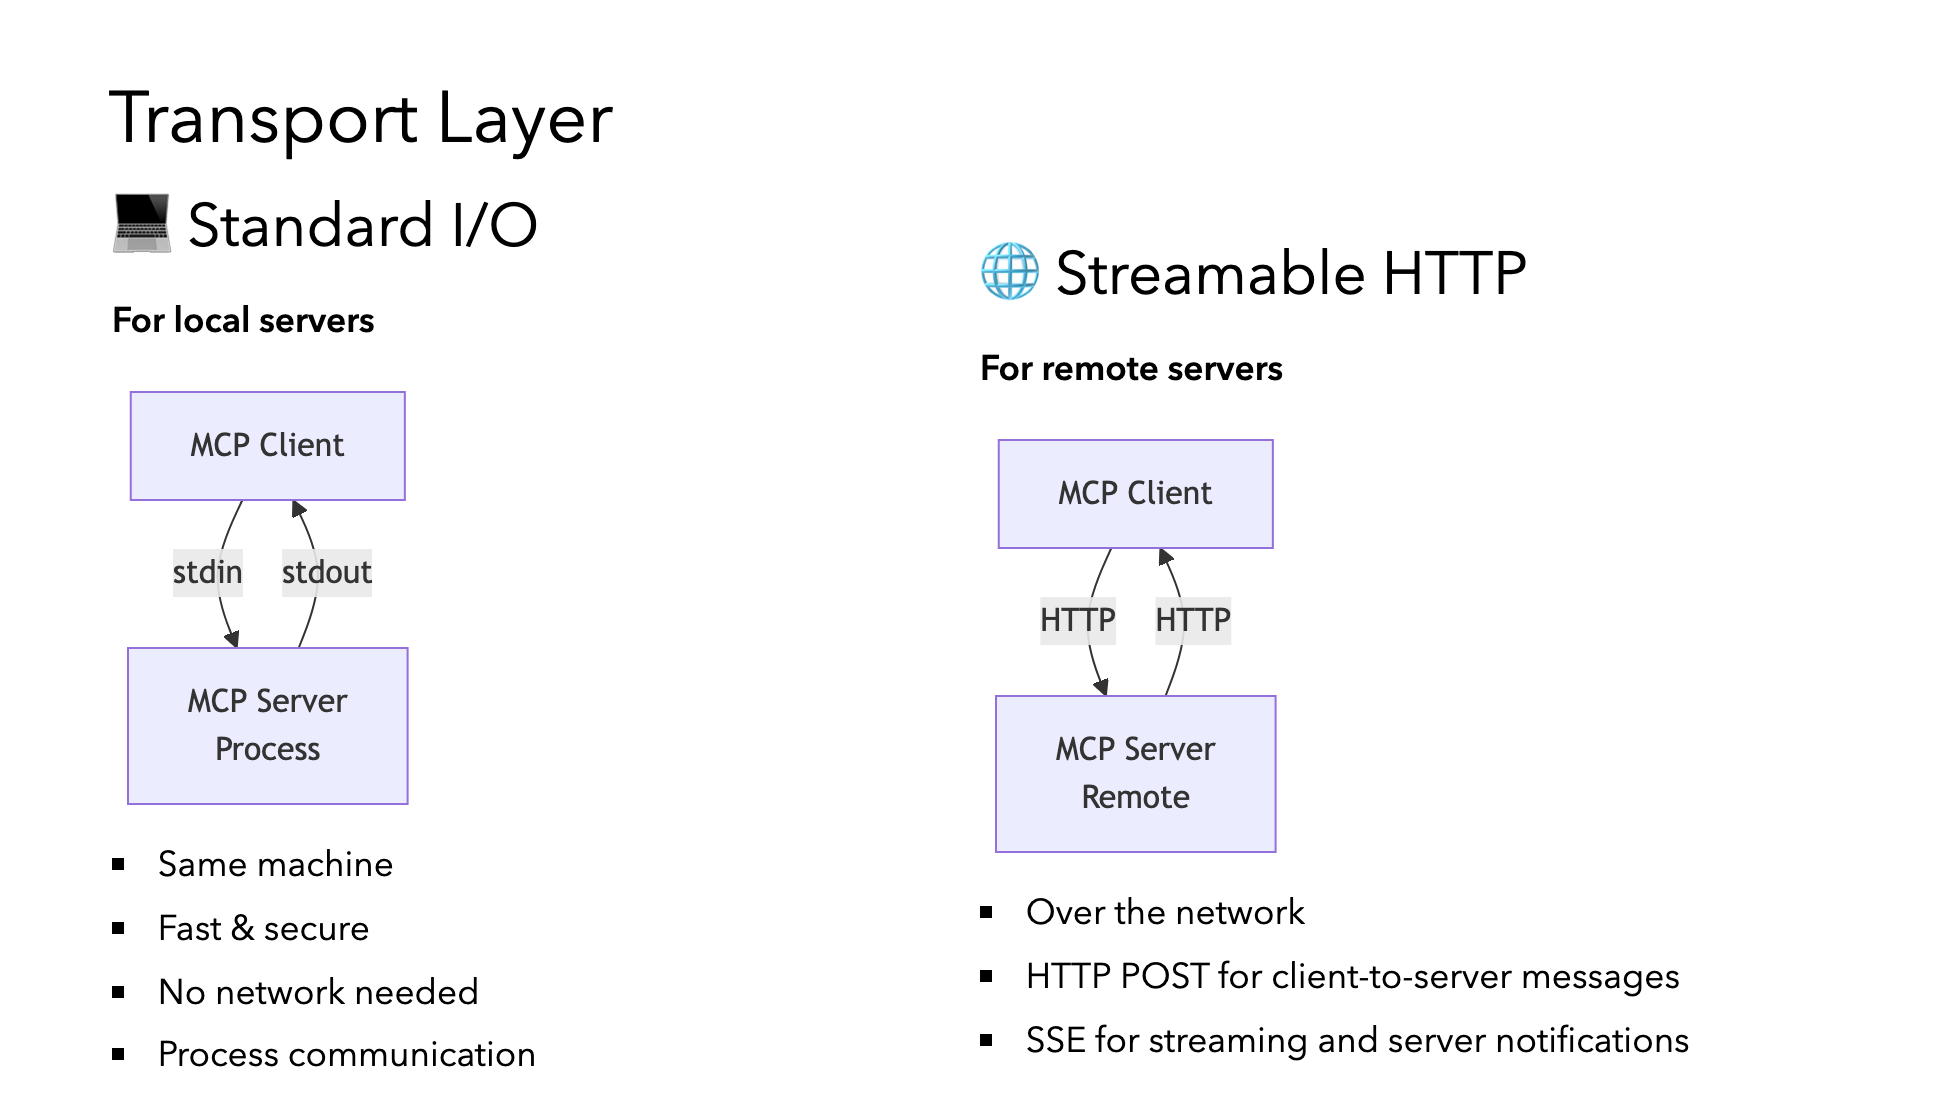 Transport Layer
💻 Standard I/O
For local servers
MCP Client
stdin stdout
MCP Server
Process
▪ Same machine
▪ Fast & secure
▪ No network needed
▪ Process communication
🌐 Streamable HTTP
For remote servers
MCP Client
HTTP HTTP
MCP Server
Remote
▪ Over the network
▪ HTTP POST for client-to-server messages
▪ SSE for streaming and server notifications